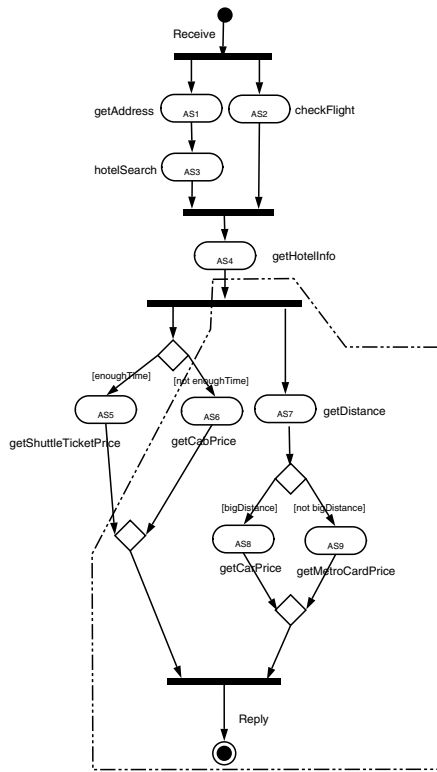 Receive
getAddress
AS1
AS2
checkFlight
hotelSearch
AS3
AS4
getHotelInfo
[enoughTime]
[not enoughTime]
AS5
AS6
AS7
getDistance
getShuttleTicketPrice
getCabPrice
[bigDistance]
[not bigDistance]
AS8
AS9
getCarPrice
getMetroCardPrice
Reply